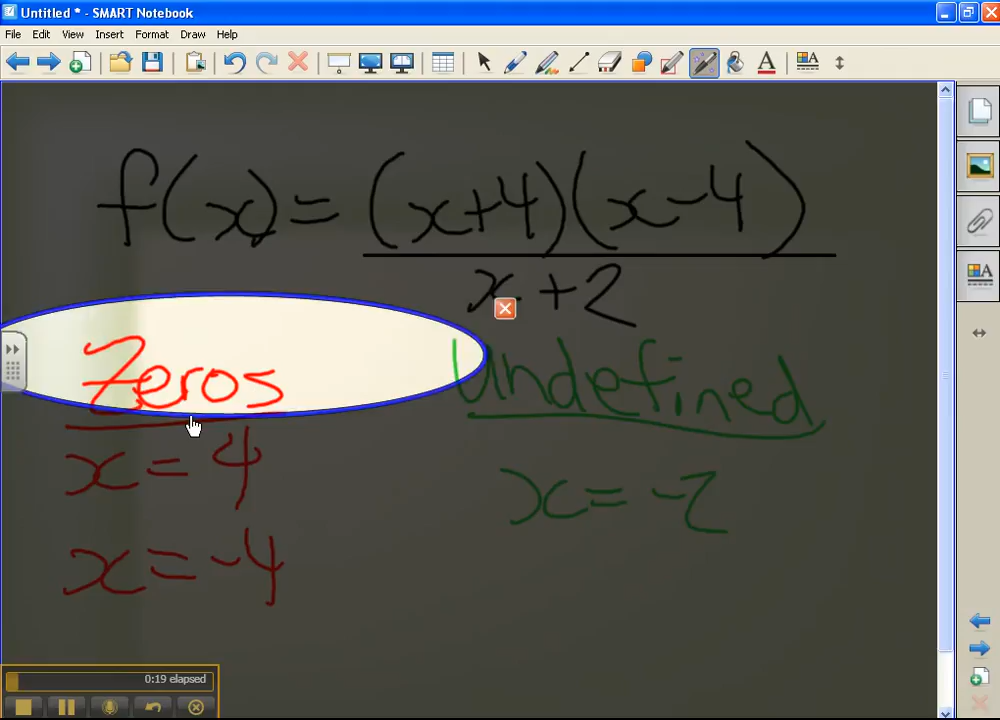 Untitled * - SMART Notebook
File Edit View Insert Format Draw Help
f(x) = (x+4)(x-4)
x+2
Zeros
Undefined
x = 4
x = -2
x = -4
0:19 elapsed